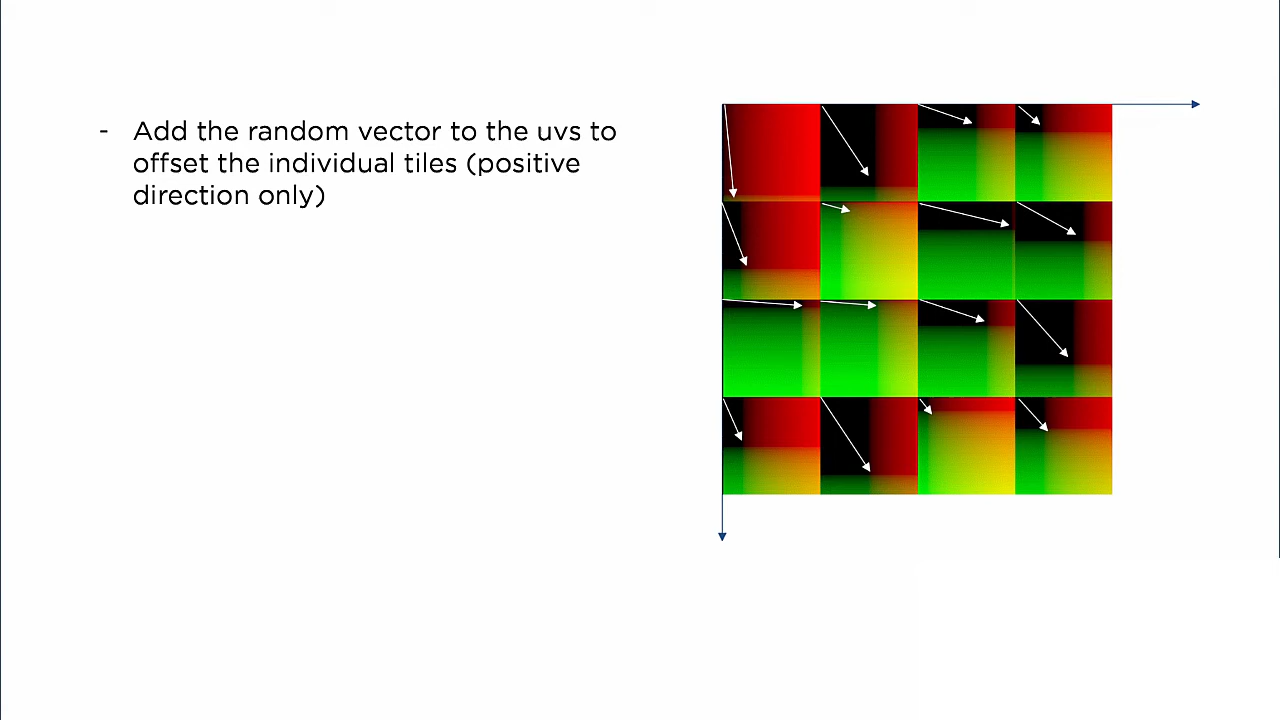 - Add the random vector to the uvs to
offset the individual tiles (positive
direction only)